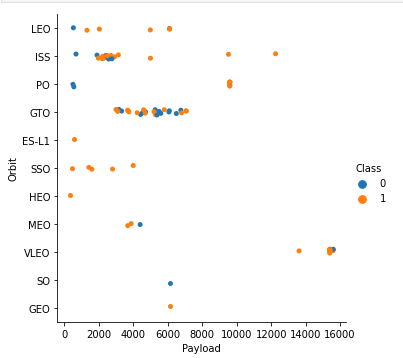 LEO
ISS
PO
GTO
ES-L1
SSO
HEO
MEO
VLEO
SO
GEO
Orbit
0 2000 4000 6000 8000 10000 12000 14000 16000
Payload
Class
0
1